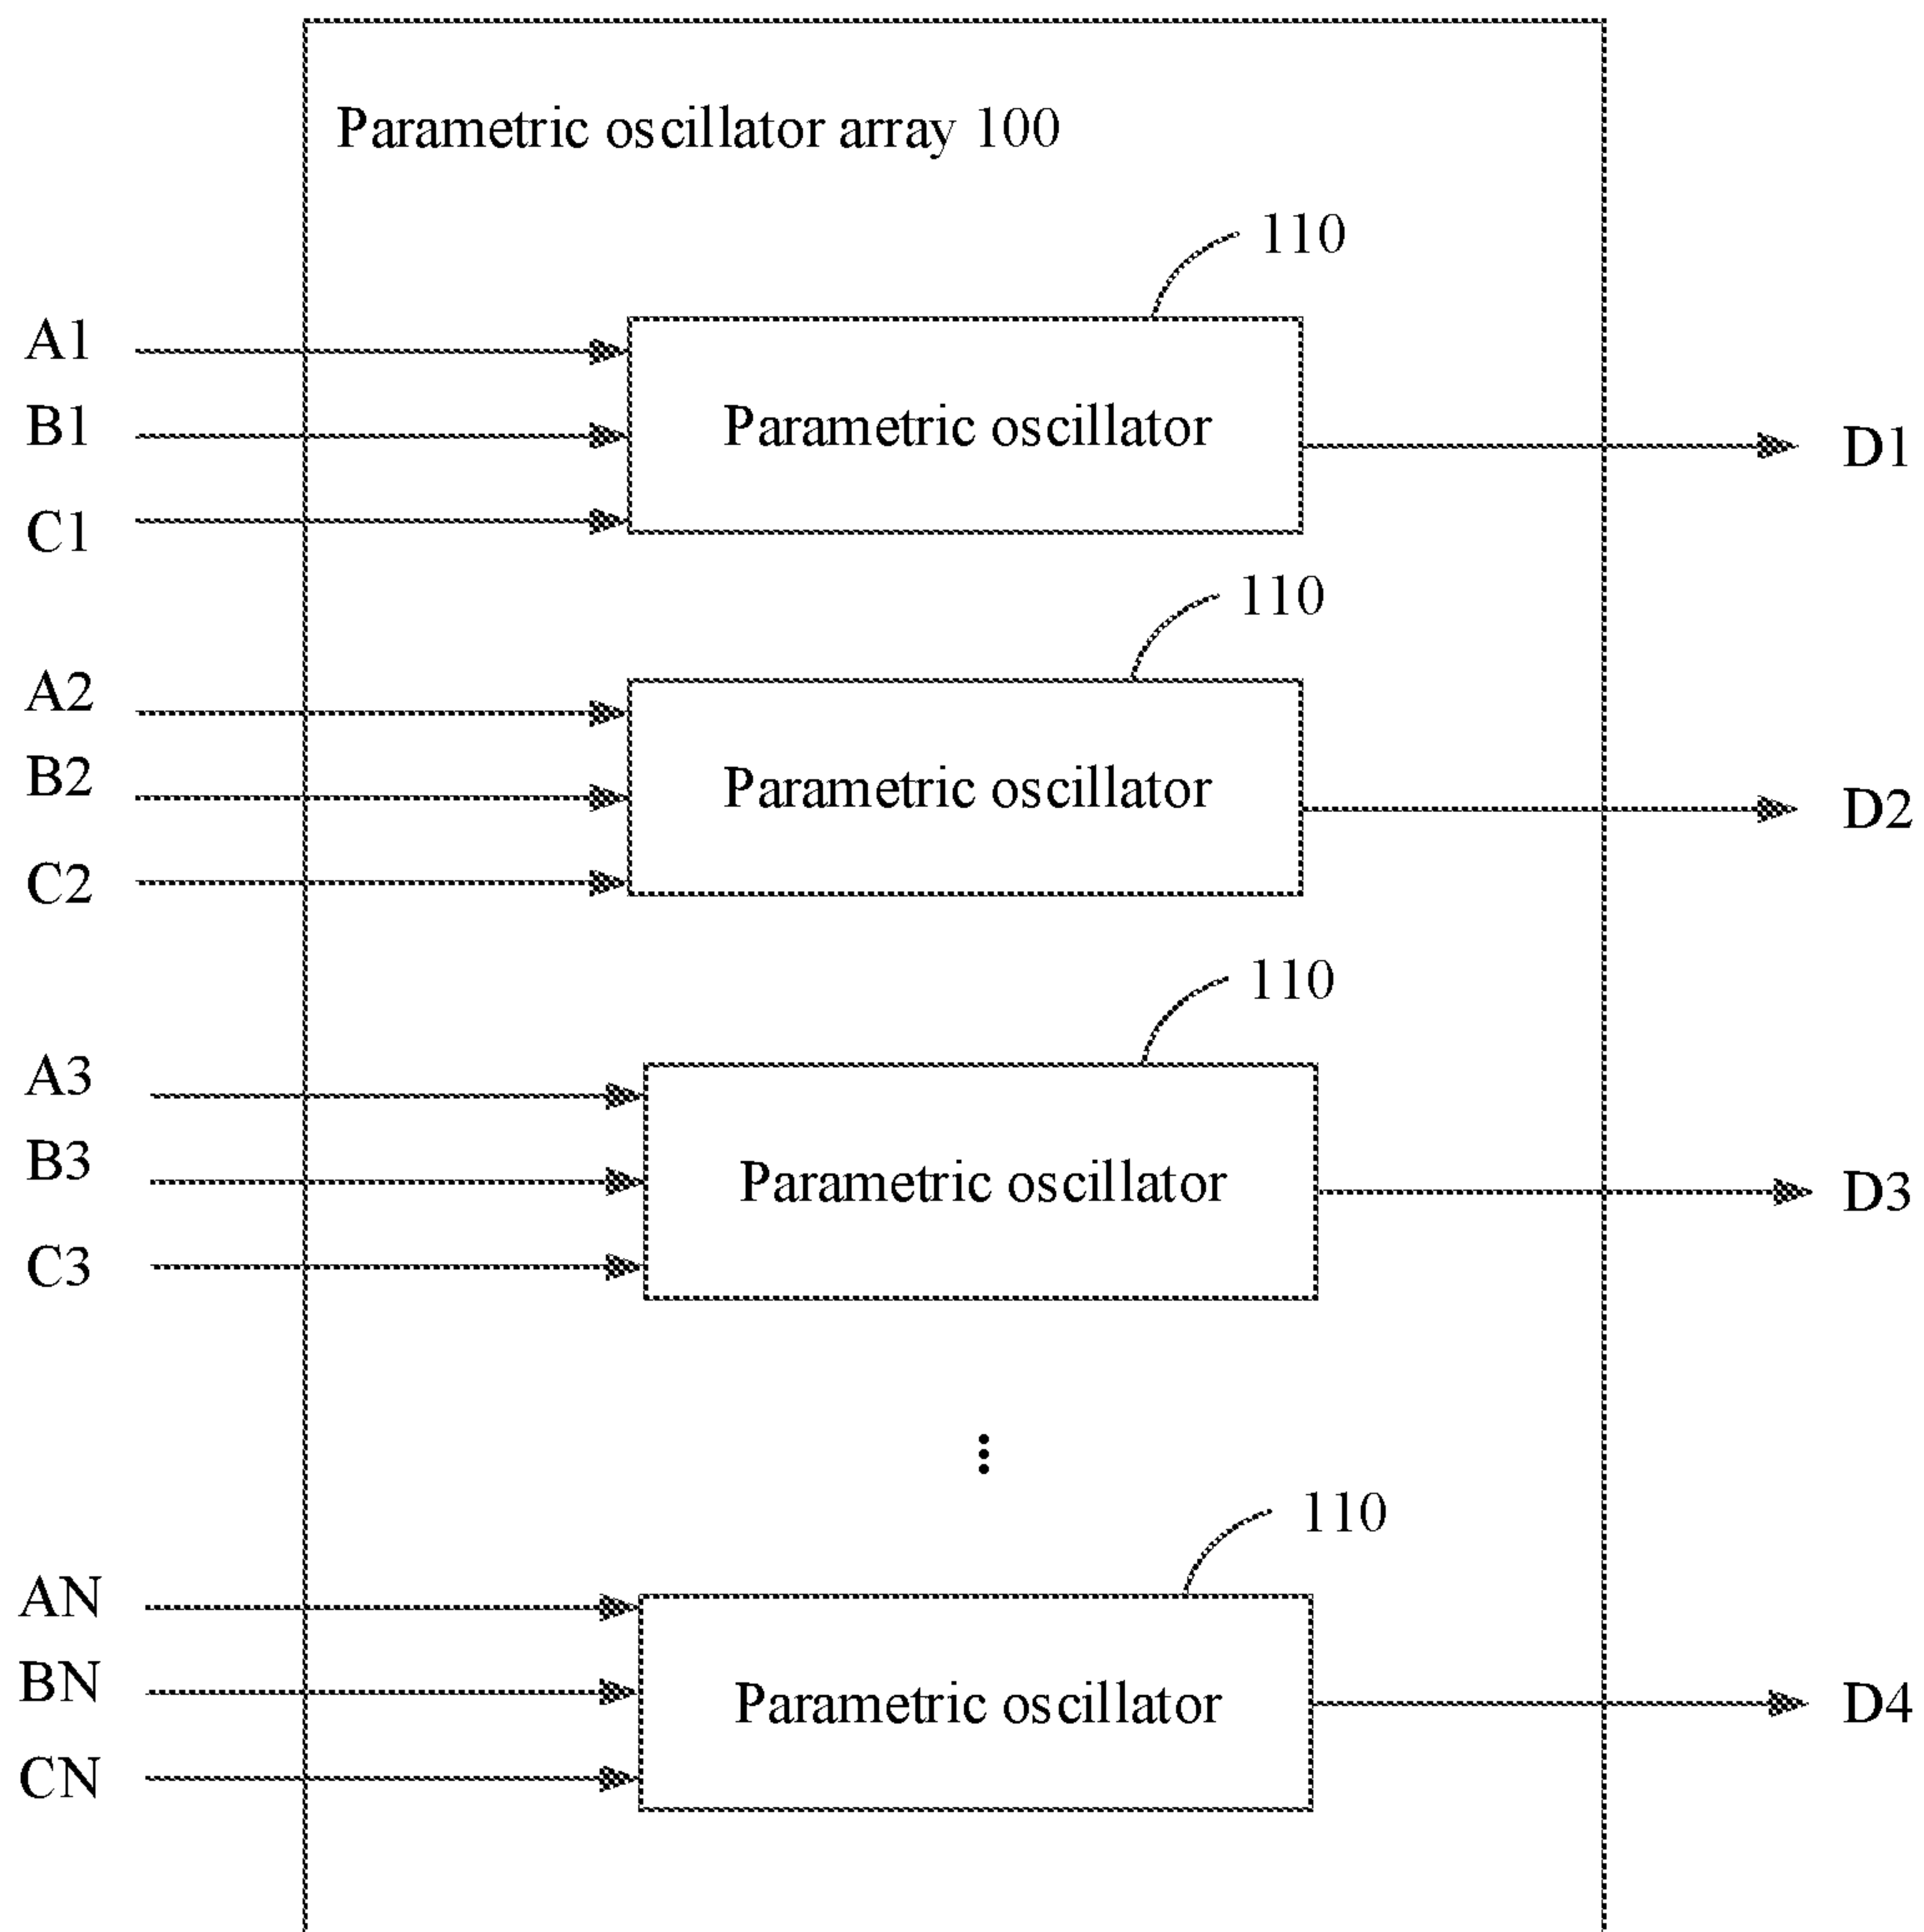 Parametric oscillator array 100
110
A1
B1
C1
Parametric oscillator
D1
110
A2
B2
C2
Parametric oscillator
D2
110
A3
B3
C3
Parametric oscillator
D3
110
AN
BN
CN
Parametric oscillator
D4